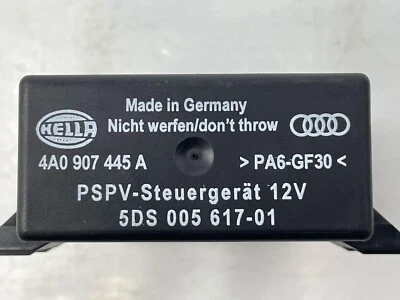 HELLA
Made in Germany
Nicht werfen/don't throw
4A0 907 445 A
> PA6-GF30 <
PSPV-Steuergerät 12V
5DS 005 617-01